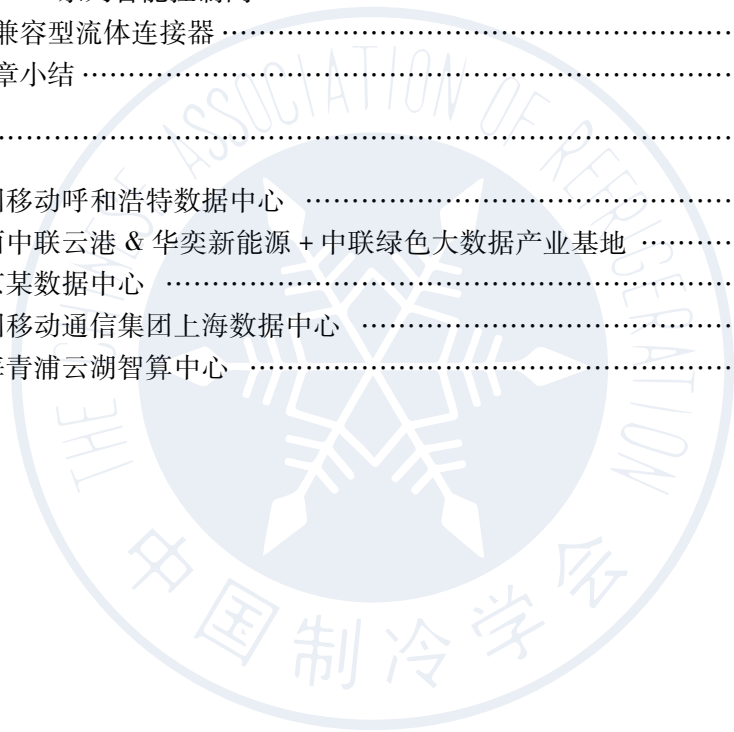 兼容型流体连接器 ……………………………………………
章小结 ……………………………………………
……………………………………………
移动呼和浩特数据中心 ……………………………………………
中联云港 & 华奕新能源 + 中联绿色大数据产业基地 …………
某数据中心 ……………………………………………
移动通信集团上海数据中心 ……………………………………………
青浦云湖智算中心 ……………………………………………
THE CHINESE ASSOCIATION OF REFRIGERATION
中国制冷学会